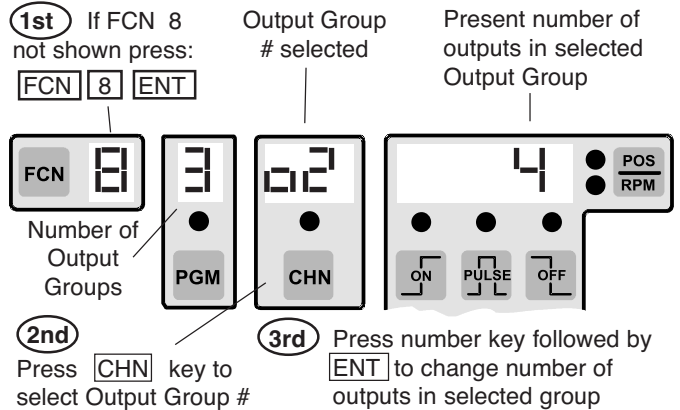 1st If FCN 8
not shown press:
FCN 8 ENT
Output Group
# selected
Present number of
outputs in selected
Output Group
FCN 8 3 o2 4 POS
RPM
Number of
Output
Groups
PGM CHN ON PULSE OFF
2nd
Press CHN key to
select Output Group #
3rd Press number key followed by
ENT to change number of
outputs in selected group